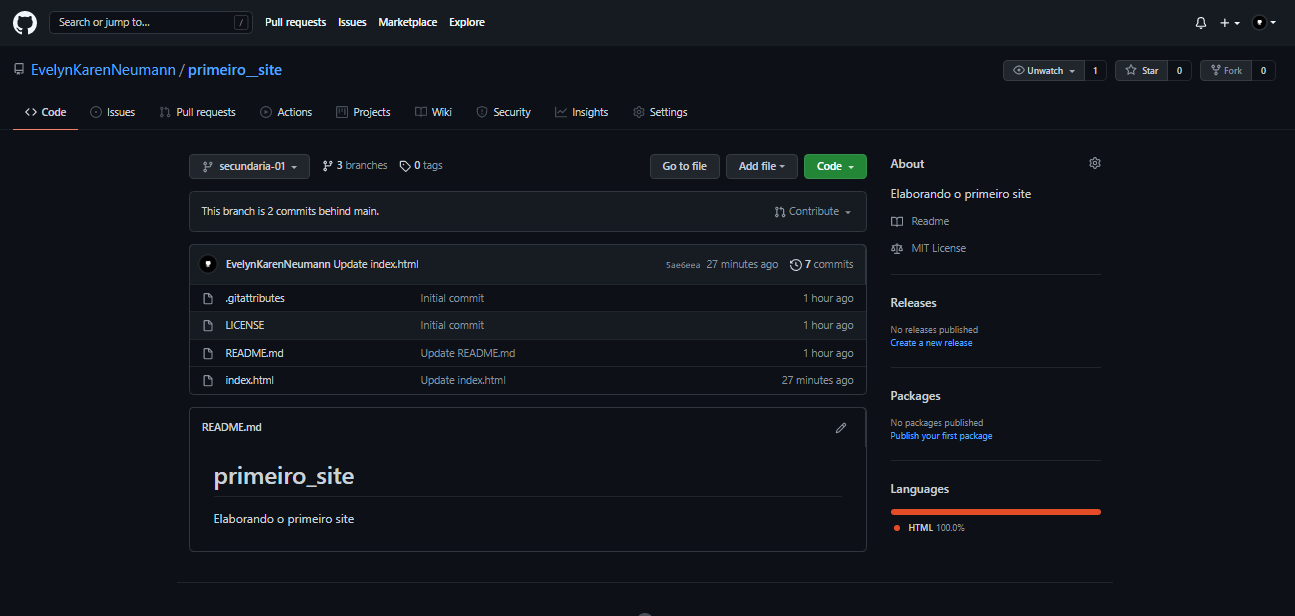 Search or jump to... /
Pull requests Issues Marketplace Explore
EvelynKarenNeumann / primeiro__site
Unwatch 1 Star 0 Fork 0
Code Issues Pull requests Actions Projects Wiki Insights Security Settings
secundaria-01 3 branches 0 tags
Go to file Add file Code
This branch is 2 commits behind main.
Contribute
EvelynKarenNeumann Update index.html 5ae6eea 27 minutes ago 7 commits
.gitattributes Initial commit 1 hour ago
LICENSE Initial commit 1 hour ago
README.md Update README.md 1 hour ago
index.html Update index.html 27 minutes ago
README.md
primeiro_site
Elaborando o primeiro site
About
Elaborando o primeiro site
Readme
MIT License
Releases
No releases published
Create a new release
Packages
No packages published
Publish your first package
Languages
HTML 100.0%